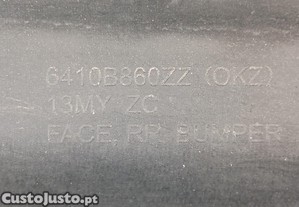 6410B860ZZ (OKZ)
13MY ZC
FACE, RR BUMPER
CustoJusto.pt